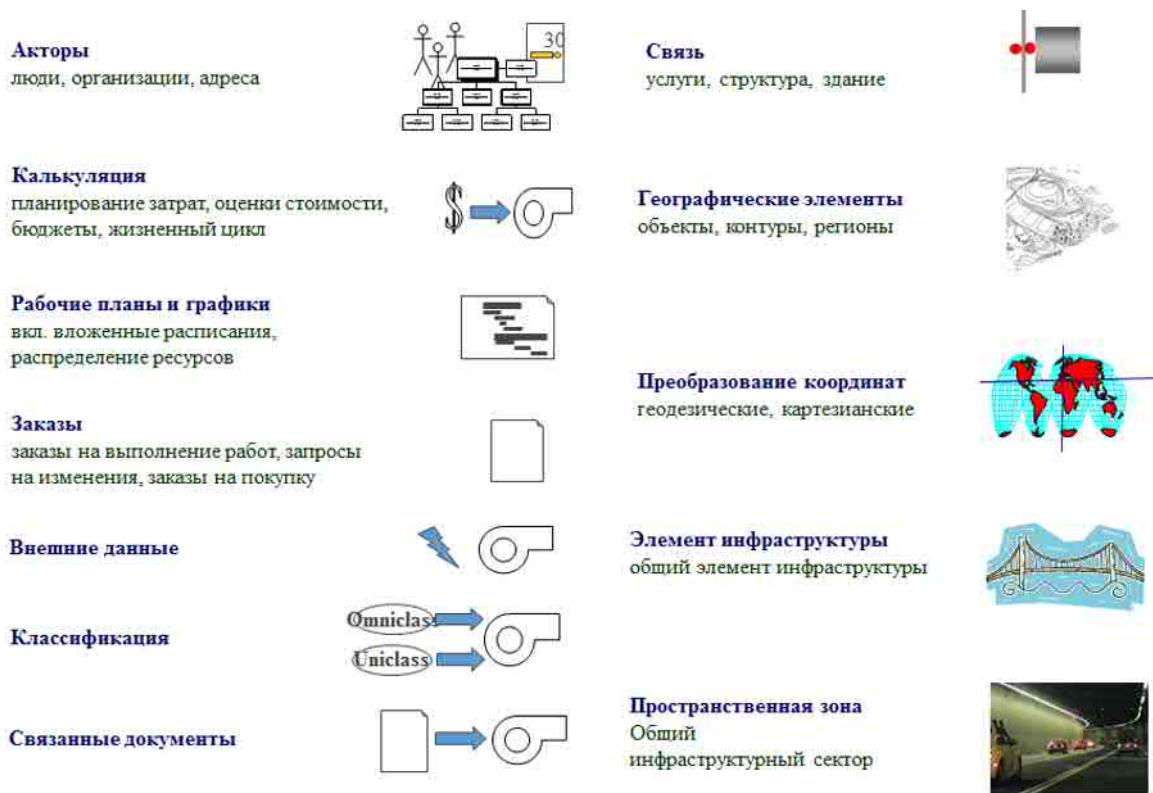 Акторы
люди, организации, адреса
30
Калькуляция
планирование затрат, оценки стоимости,
бюджеты, жизненный цикл
$
Рабочие планы и графики
вкл. вложенные расписания,
распределение ресурсов
Заказы
заказы на выполнение работ, запросы
на изменения, заказы на покупку
Внешние данные
Классификация
Omniclass
Uniclass
Связанные документы
Связь
услуги, структура, здание
Географические элементы
объекты, контуры, регионы
Преобразование координат
геодезические, картезианские
Элемент инфраструктуры
общий элемент инфраструктуры
Пространственная зона
Общий
инфраструктурный сектор